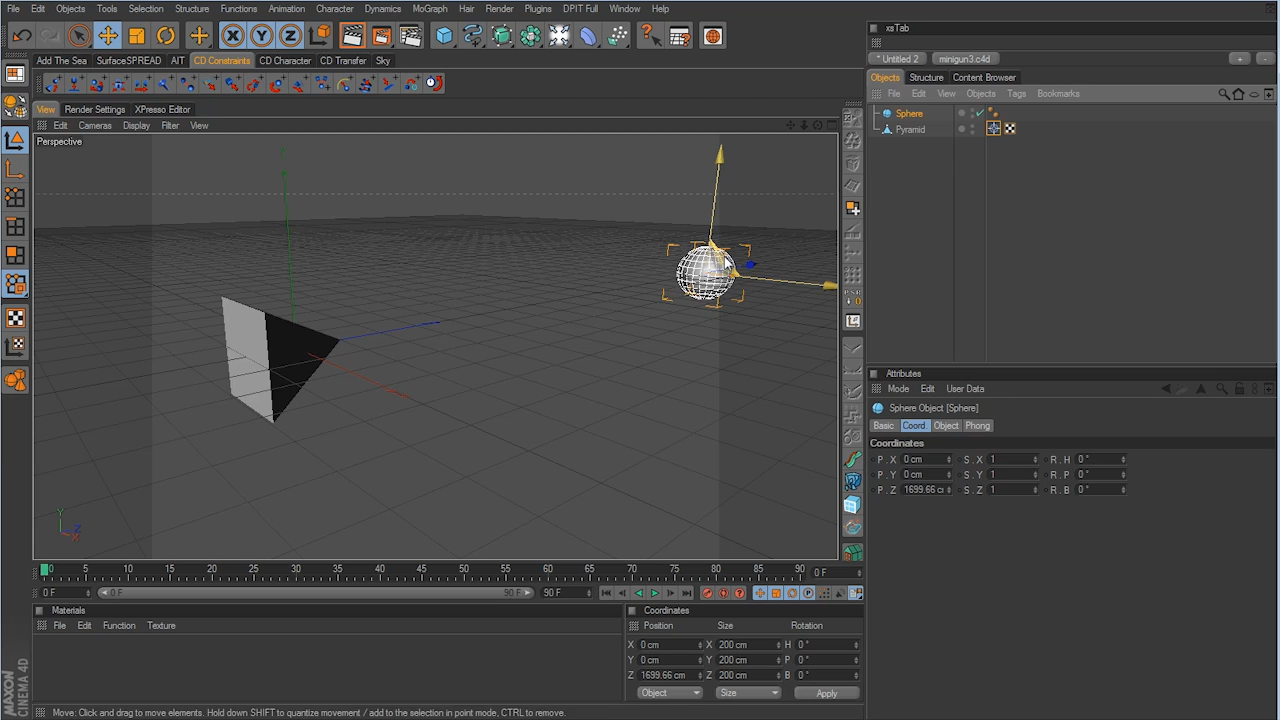 File Edit Objects Tools Selection Structure Functions Animation Character Dynamics MoGraph Hair Render Plugins DPIT Full Window Help
xsTab
* Untitled 2 minigun3.c4d + -
Add The Sea SurfaceSPREAD AIT CD Constraints CD Character CD Transfer Sky
Objects Structure Content Browser
File Edit View Objects Tags Bookmarks
View Render Settings XPresso Editor
Edit Cameras Display Filter View
Perspective
Sphere
Pyramid
X Y Z
P S R
0
Attributes
Mode Edit User Data
Sphere Object [Sphere]
Basic Coord. Object Phong
Coordinates
P . X 0 cm S . X 1 R . H 0 °
P . Y 0 cm S . Y 1 R . P 0 °
P . Z 1699.66 c S . Z 1 R . B 0 °
Y
Z
X
0 5 10 15 20 25 30 35 40 45 50 55 60 65 70 75 80 85 90 0 F
0 F 0 F 90 F 90 F
Materials
File Edit Function Texture
Coordinates
Position Size Rotation
X 0 cm X 200 cm H 0 °
Y 0 cm Y 200 cm P 0 °
Z 1699.66 cm Z 200 cm B 0 °
Object Size Apply
MAXON
CINEMA 4D
Move: Click and drag to move elements. Hold down SHIFT to quantize movement / add to the selection in point mode, CTRL to remove.